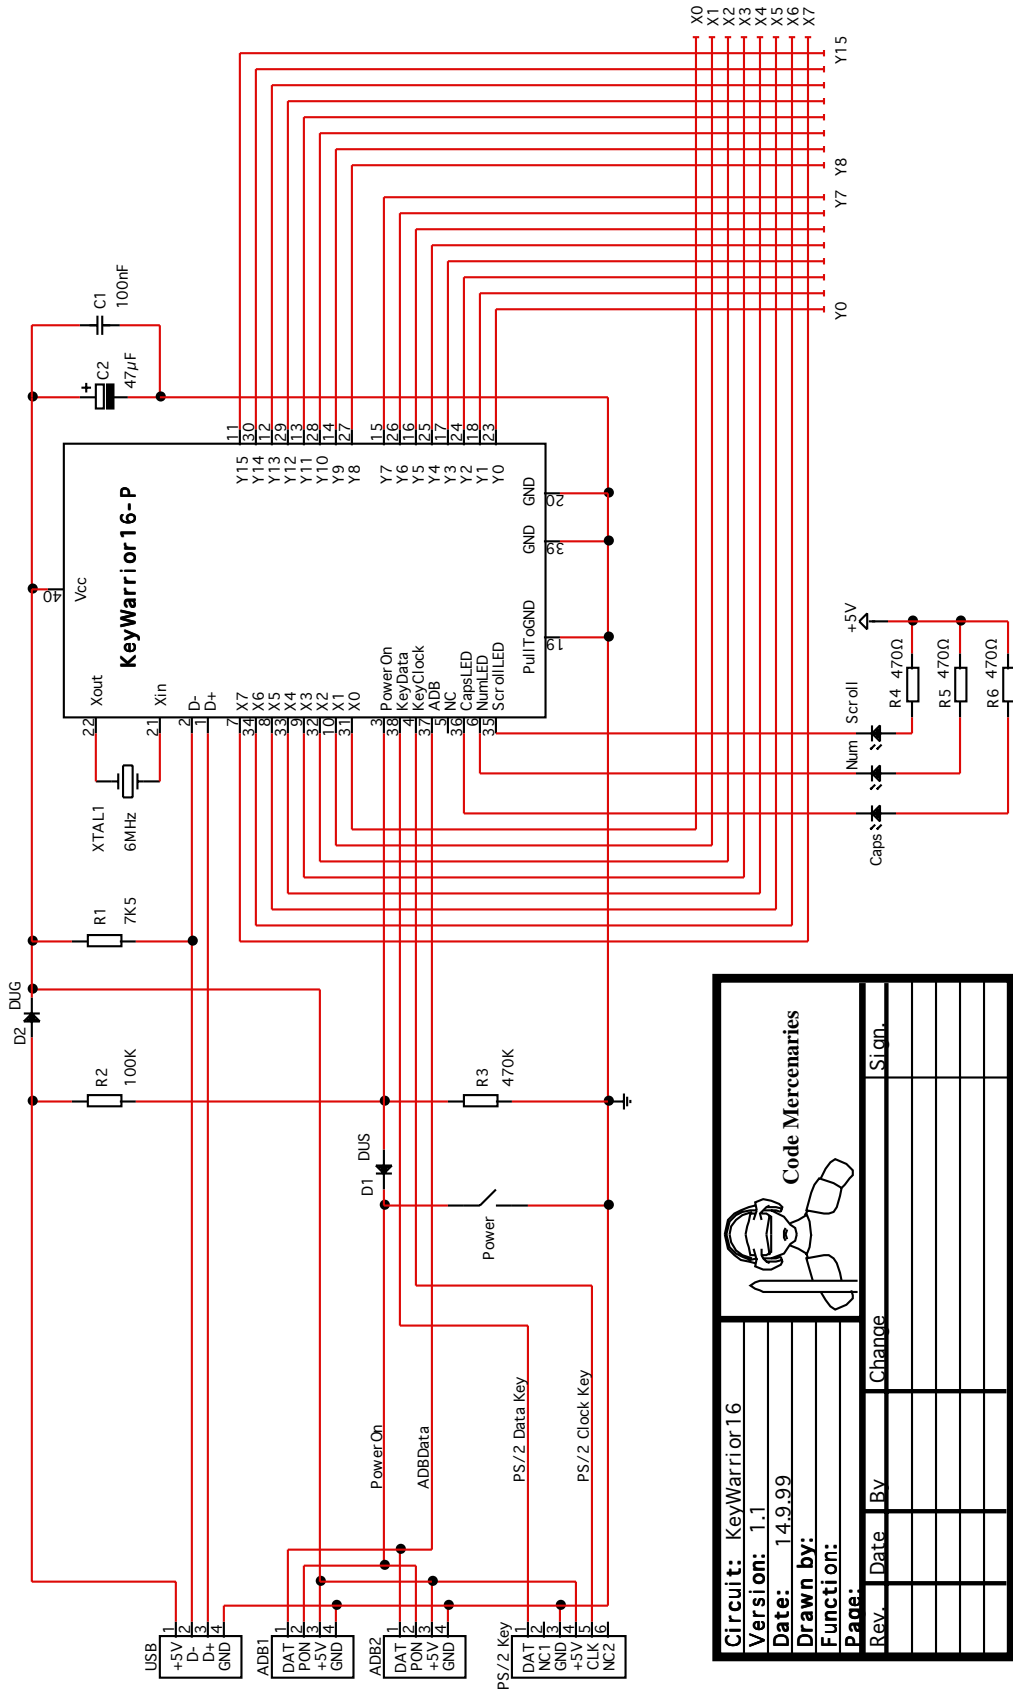 USB
+5V 1
D- 2
D+ 3
GND 4
ADB1
DAT 1
PON 2
+5V 3
GND 4
ADB2
DAT 1
PON 2
+5V 3
GND 4
PS/2 Key
DAT 1
NC1 2
GND 3
+5V 4
CLK 5
NC2 6
PowerOn
ADBData
PS/2 Data Key
PS/2 Clock Key
D2
DUG
R2
100K
D1
DUS
R3
470K
Power
R1
7K5
XTAL1
6MHz
KeyWarrior16-P
40
Vcc
22 Xout
21 Xin
2 D-
1 D+
7 X7
34 X6
8 X5
33 X4
9 X3
32 X2
10 X1
31 X0
3 PowerOn
38 KeyData
4 KeyClock
37 ADB
5 NC
36 CapsLED
6 NumLED
35 ScrollLED
Y15 11
Y14 30
Y13 12
Y12 29
Y11 13
Y10 28
Y9 14
Y8 27
Y7 15
Y6 26
Y5 16
Y4 25
Y3 17
Y2 24
Y1 18
Y0 23
PullToGND
19
GND
39
GND
20
C2
+
47µF
C1
100nF
X0
X1
X2
X3
X4
X5
X6
X7
Y15
Y8
Y7
Y0
Caps
Num
Scroll
+5V
R4 470Ω
R5 470Ω
R6 470Ω
Circuit: KeyWarrior16
Version: 1.1
Date: 14.9.99
Drawn by:
Function:
Page:
Code Mercenaries
Rev. Date By Change Sign.